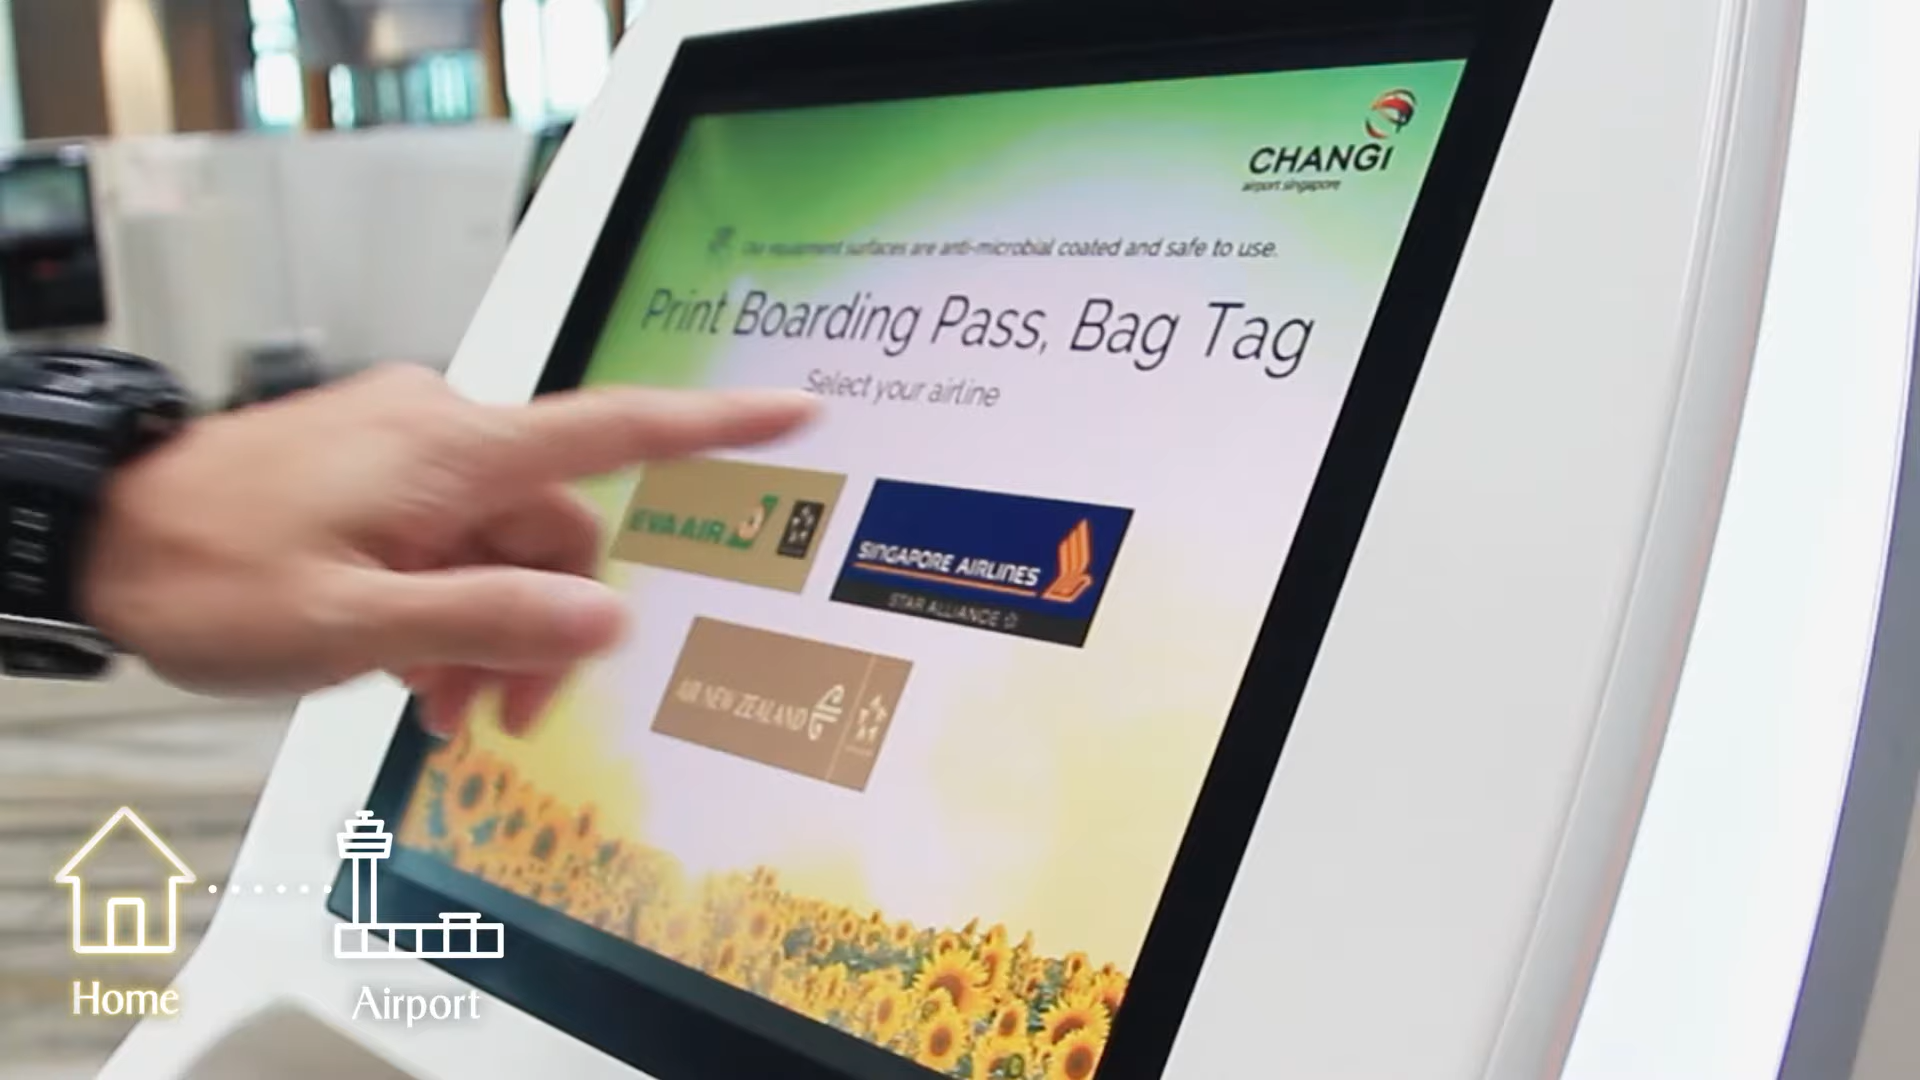 CHANGI
airport singapore
Our equipment surfaces are anti-microbial coated and safe to use.
Print Boarding Pass, Bag Tag
Select your airline
EVA AIR
SINGAPORE AIRLINES
STAR ALLIANCE
AIR NEW ZEALAND
Home
Airport